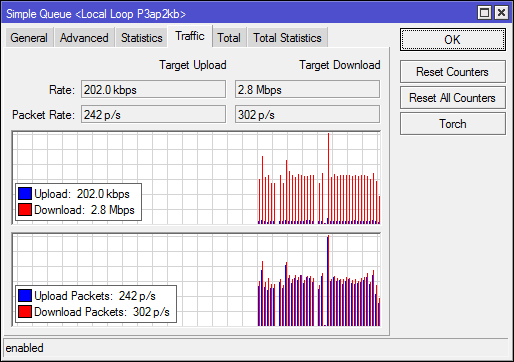 Simple Queue <Local Loop P3ap2kb>
General Advanced Statistics Traffic Total Total Statistics
OK
Reset Counters
Reset All Counters
Torch
Target Upload Target Download
Rate: 202.0 kbps 2.8 Mbps
Packet Rate: 242 p/s 302 p/s
Upload: 202.0 kbps
Download: 2.8 Mbps
Upload Packets: 242 p/s
Download Packets: 302 p/s
enabled